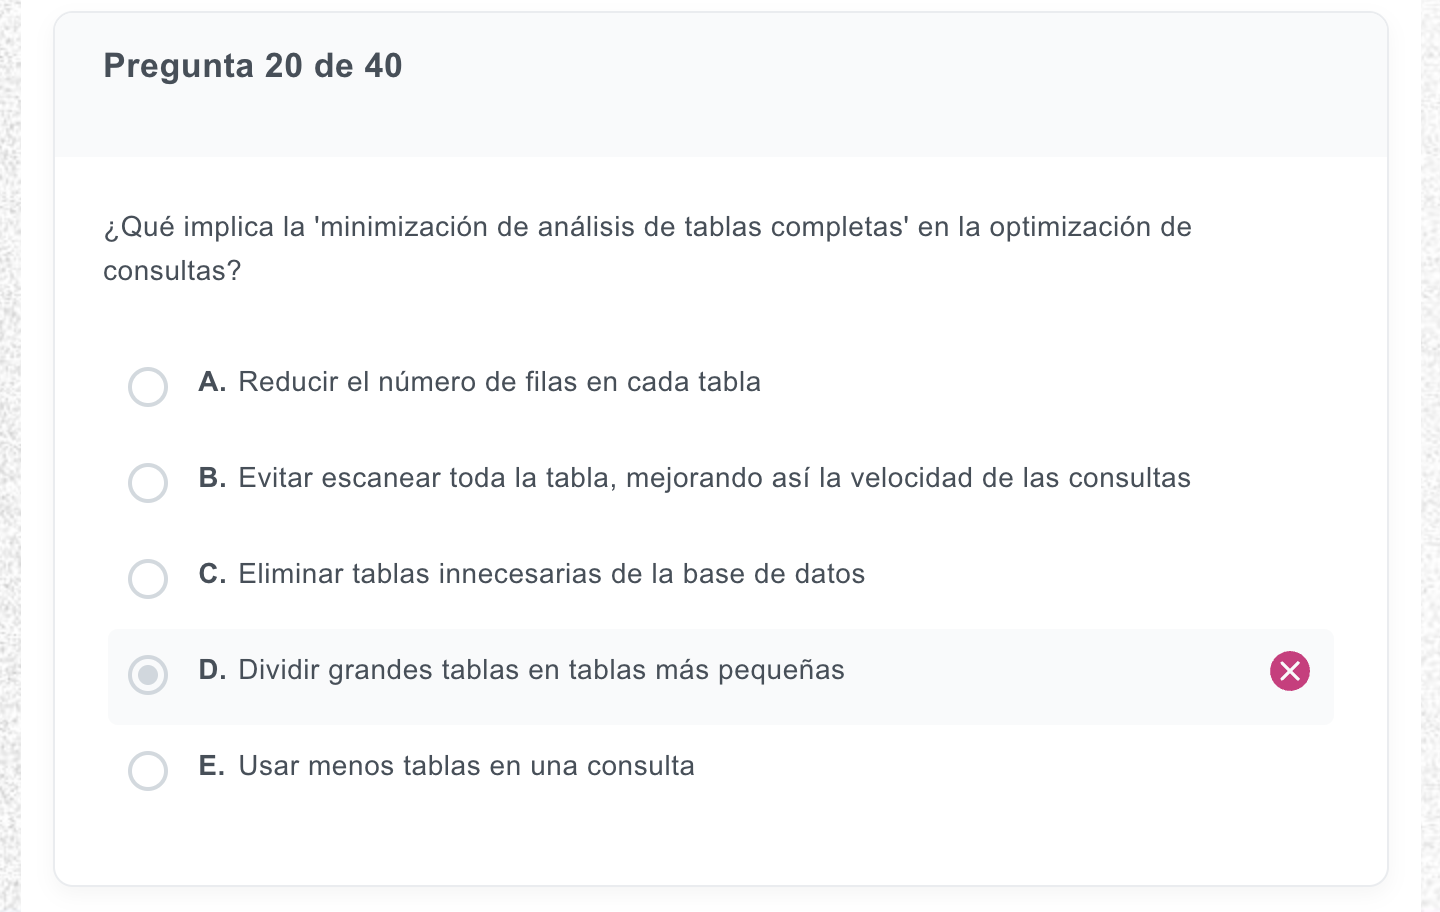 Pregunta 20 de 40
¿Qué implica la 'minimización de análisis de tablas completas' en la optimización de
consultas?
A. Reducir el número de filas en cada tabla
B. Evitar escanear toda la tabla, mejorando así la velocidad de las consultas
C. Eliminar tablas innecesarias de la base de datos
D. Dividir grandes tablas en tablas más pequeñas
E. Usar menos tablas en una consulta